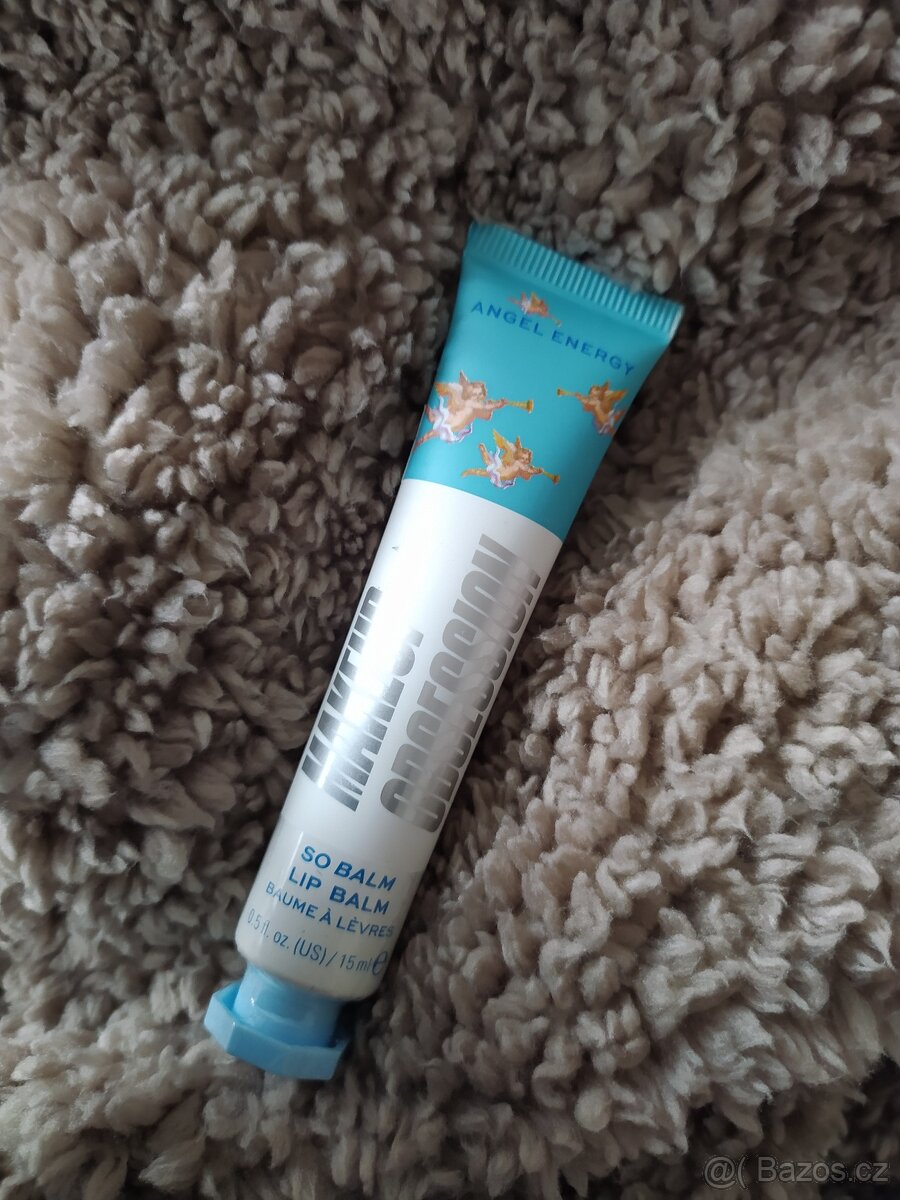 ANGEL ENERGY
MAKEUP
OBSESSION
SO BALM
LIP BALM
BAUME À LÈVRES
0.5 fl. oz. (US) / 15 ml e
@( Bazos.cz